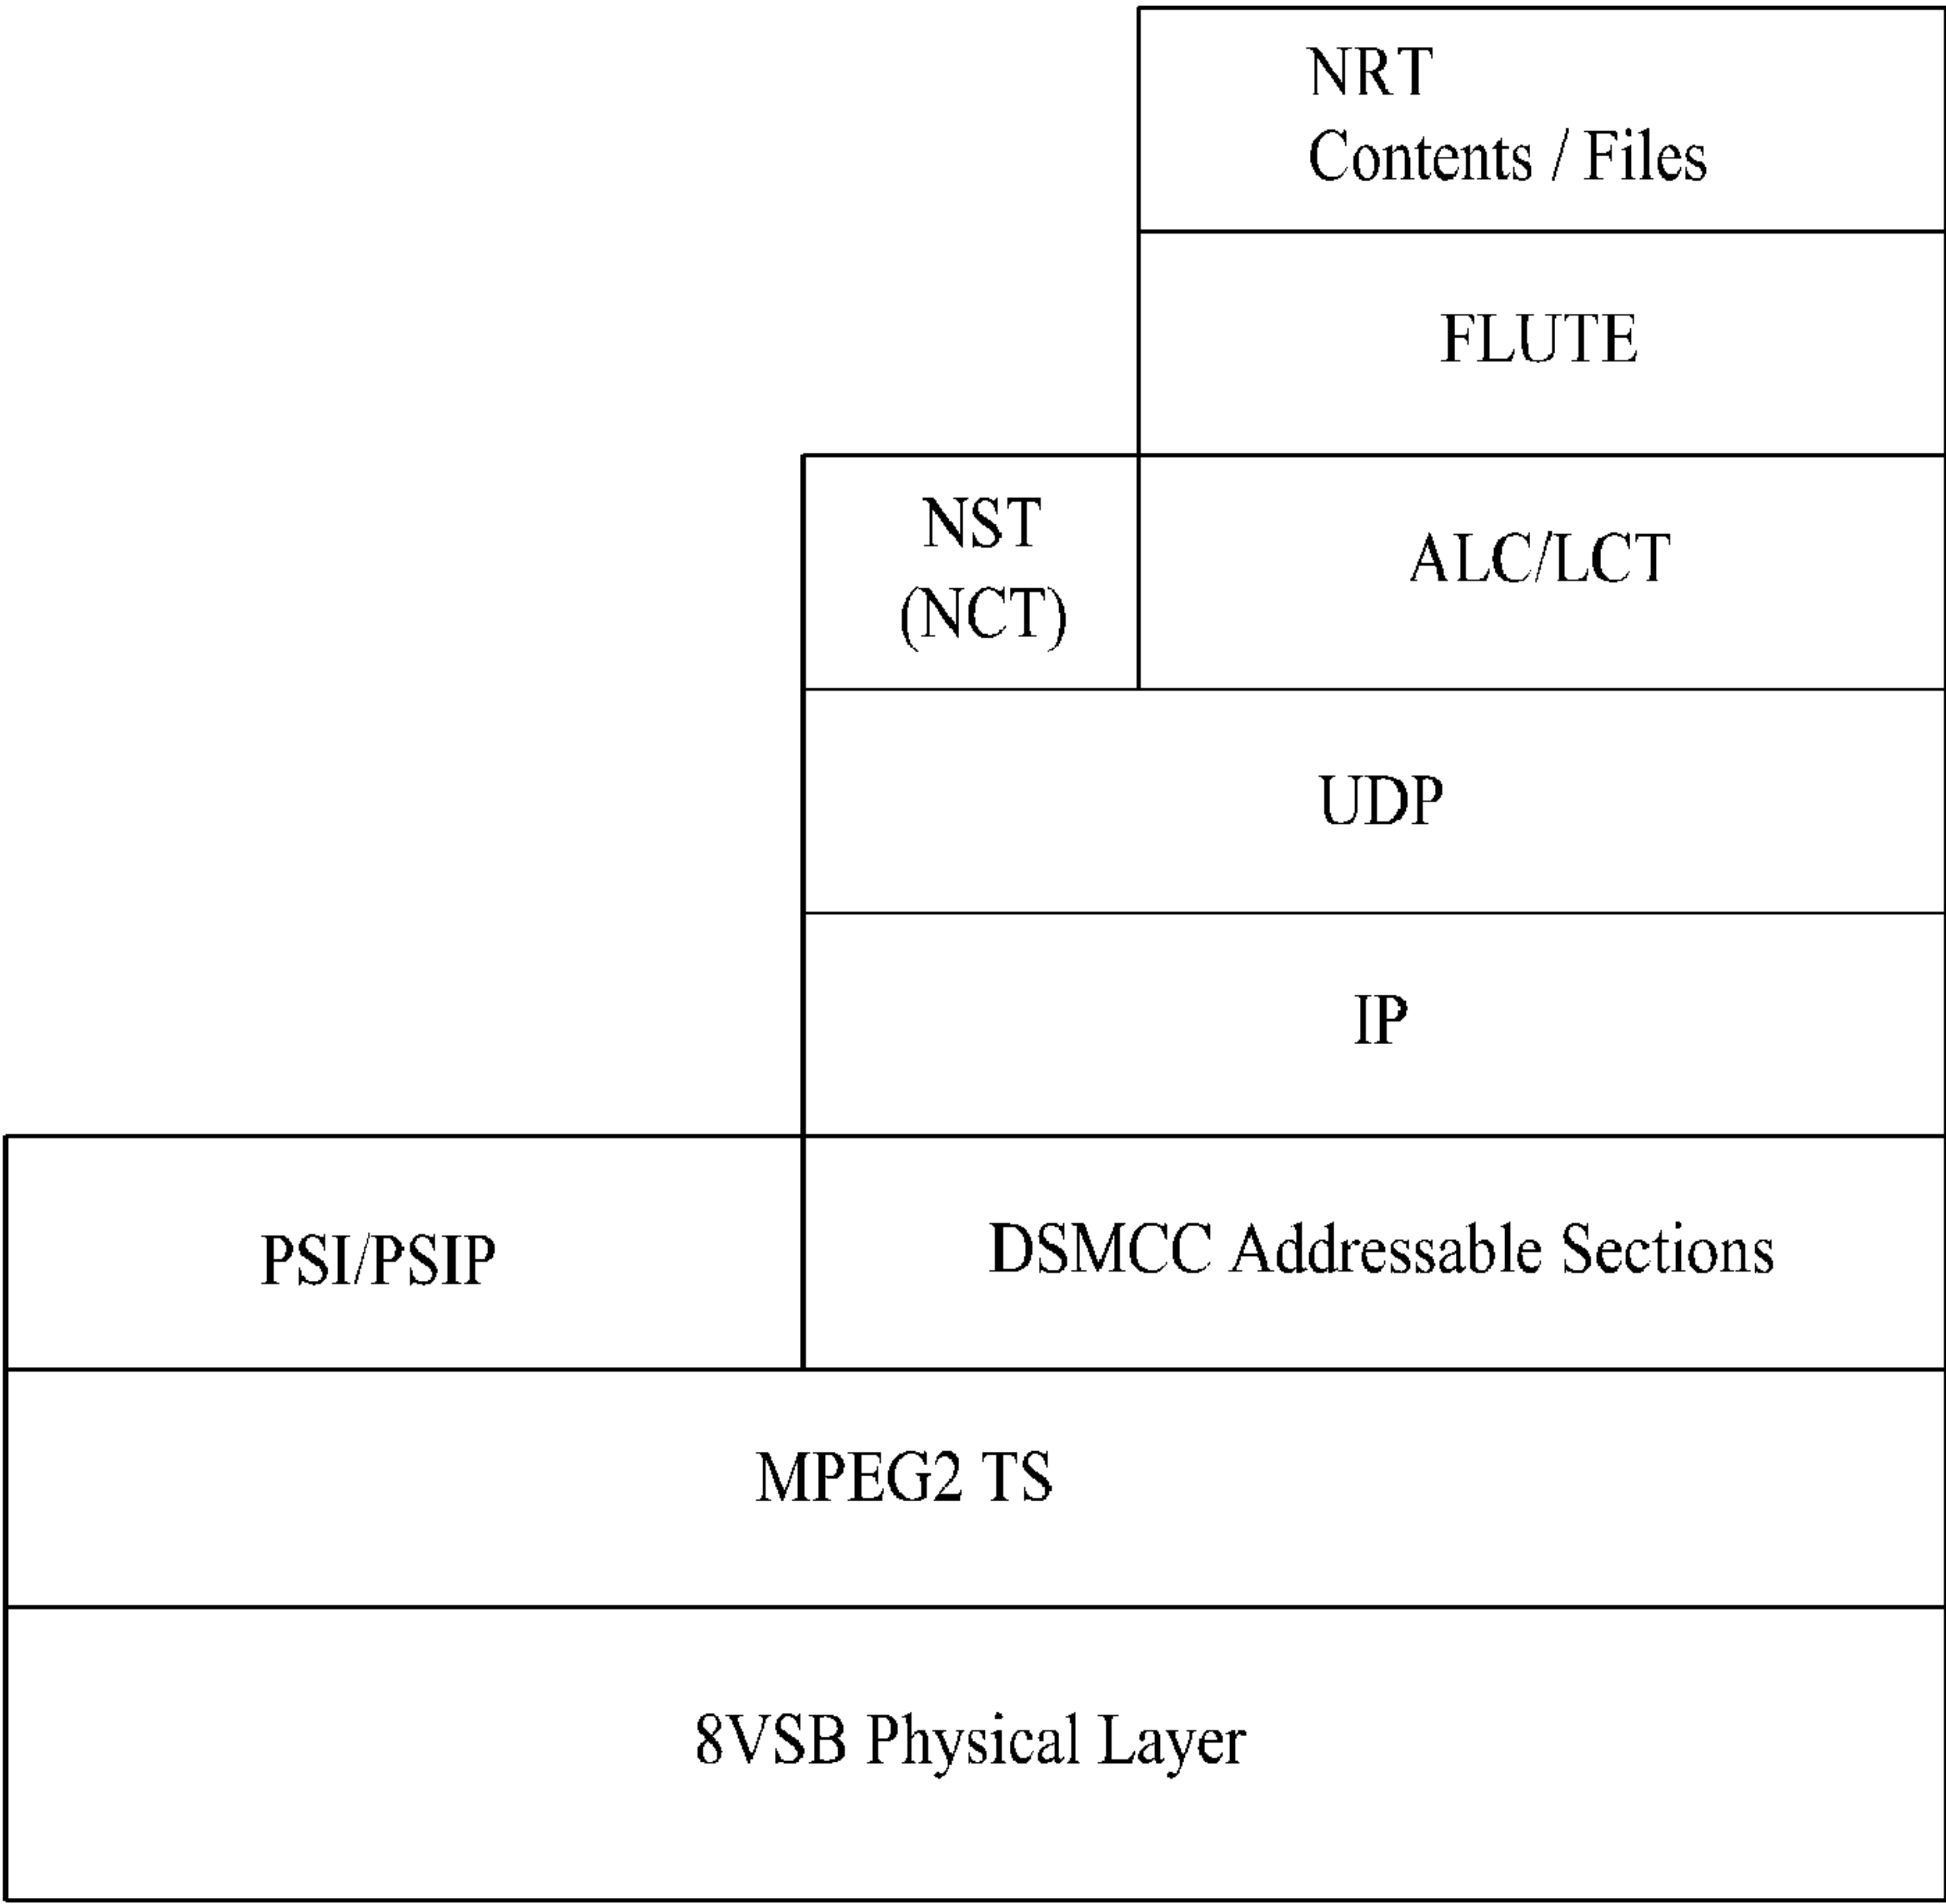 NRT
Contents / Files
FLUTE
NST
(NCT)
ALC/LCT
UDP
IP
PSI/PSIP
DSMCC Addressable Sections
MPEG2 TS
8VSB Physical Layer